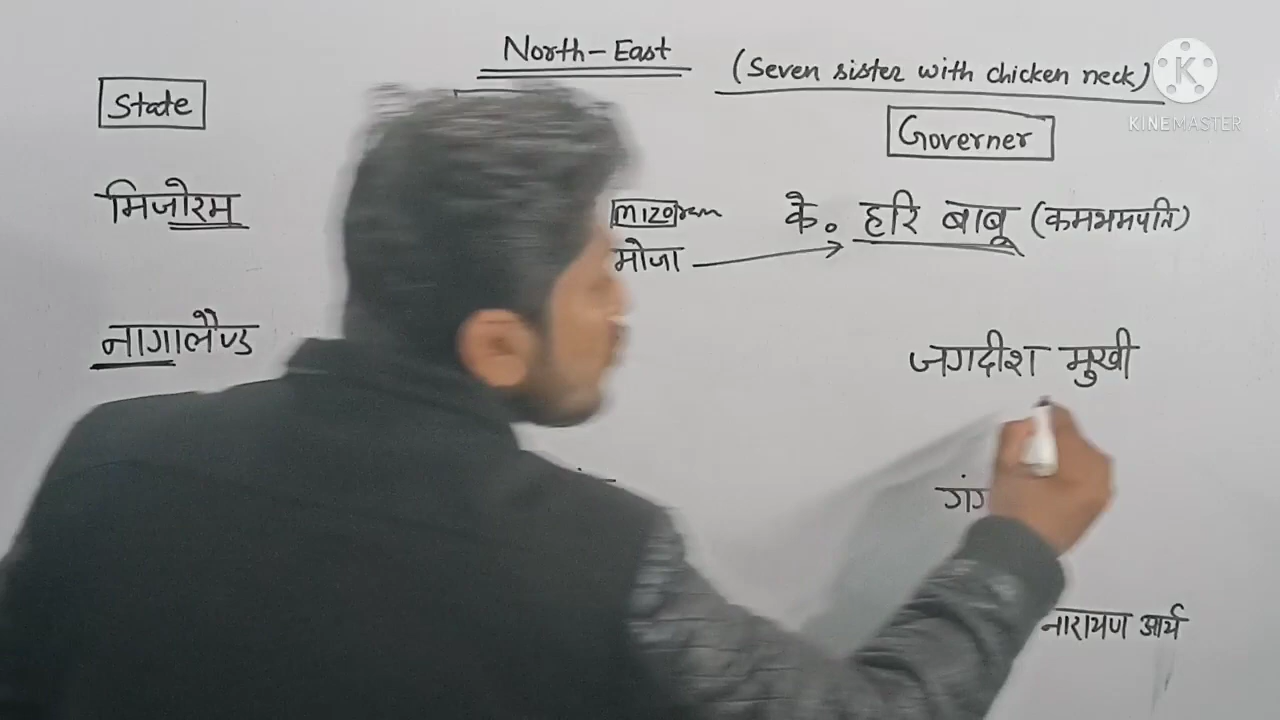 North-East (Seven sister with chicken neck)
KINEMASTER
State
Governer
मिजोरम्
mizoram
के. हरि बाबू (कमभमपति)
मोजा
नागालैण्ड
जगदीश मुखी
नारायण आर्य